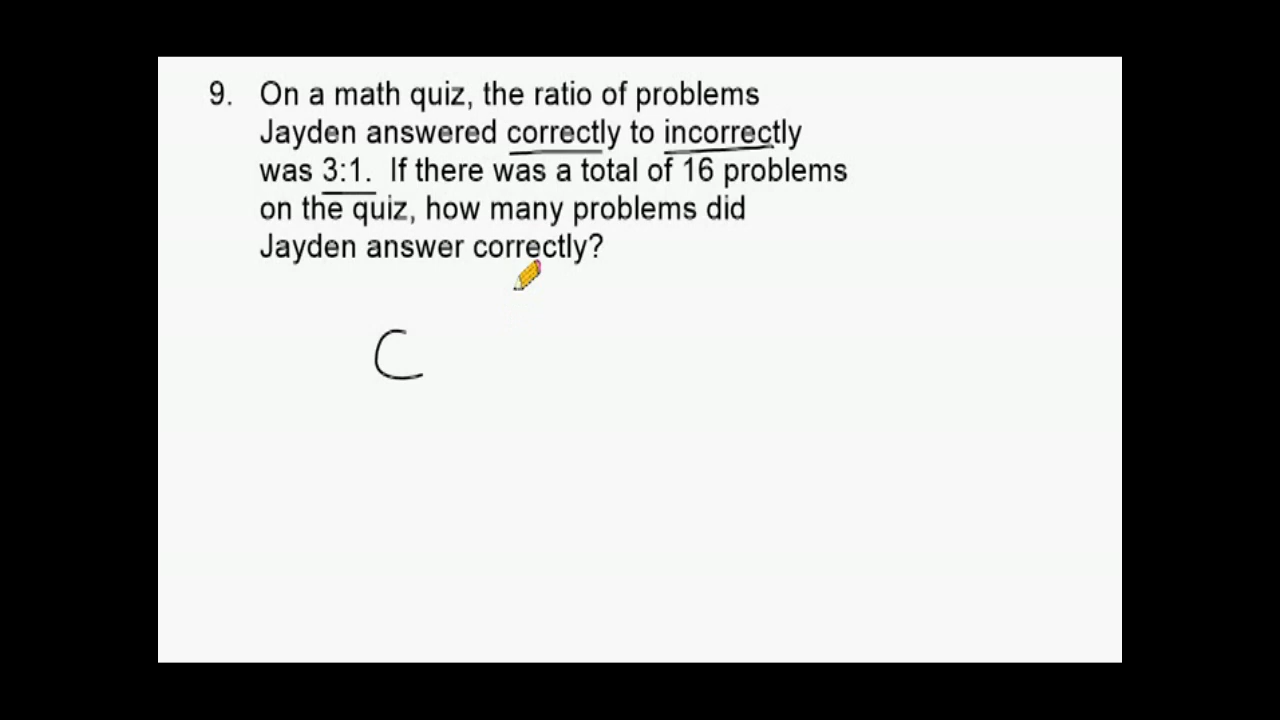 9. On a math quiz, the ratio of problems
Jayden answered correctly to incorrectly
was 3:1. If there was a total of 16 problems
on the quiz, how many problems did
Jayden answer correctly?
C